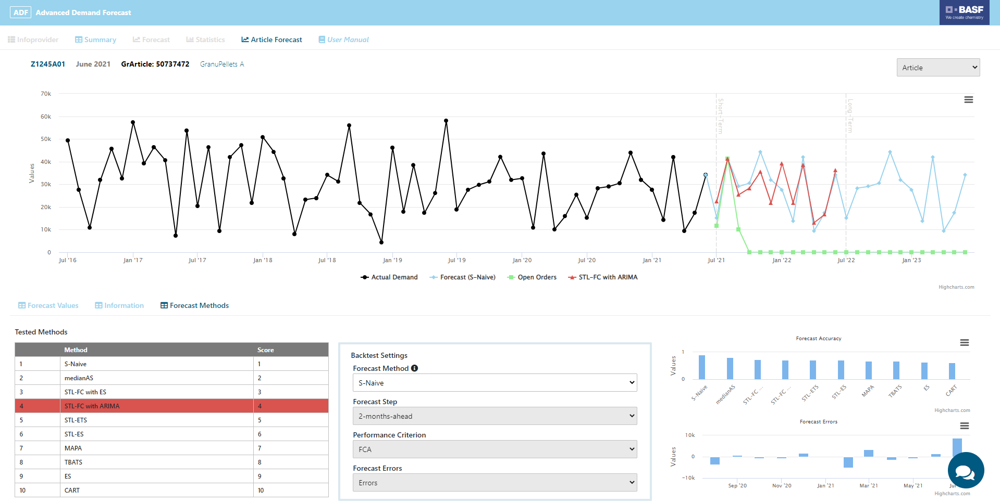 ADF Advanced Demand Forecast
BASF
We create chemistry
Infoprovider Summary Forecast Statistics Article Forecast User Manual
Z1245A01 June 2021 GrArticle: 50737472 GranuPellets A
Article
70k
60k
50k
40k
30k
20k
10k
0
Values
Short-Term
Long-Term
Jul '16 Jan '17 Jul '17 Jan '18 Jul '18 Jan '19 Jul '19 Jan '20 Jul '20 Jan '21 Jul '21 Jan '22 Jul '22 Jan '23
Actual Demand Forecast (S-Naive) Open Orders STL-FC with ARIMA
Highcharts.com
Forecast Values Information Forecast Methods
Tested Methods
Method Score
1 S-Naive 1
2 medianAS 2
3 STL-FC with ES 3
4 STL-FC with ARIMA 4
5 STL-ETS 5
6 STL-ES 6
7 MAPA 7
8 TBATS 8
9 ES 9
10 CART 10
Backtest Settings
Forecast Method
S-Naive
Forecast Step
2-months-ahead
Performance Criterion
FCA
Forecast Errors
Errors
Forecast Accuracy
Values
1
0
S-Naive medianAS STL-FC ... STL-FC ... STL-ETS STL-ES MAPA TBATS ES CART
Highcharts.com
Forecast Errors
Values
10k
0
-10k
Sep '20 Nov '20 Jan '21 Mar '21 May '21
Highcharts.com